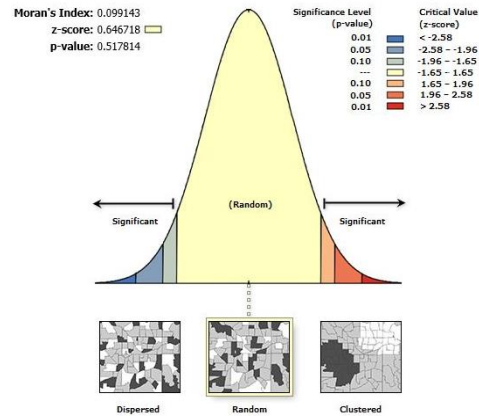 Moran's Index: 0.099143
z-score: 0.646718
p-value: 0.517814
Significance Level
(p-value)
Critical Value
(z-score)
0.01 < -2.58
0.05 -2.58 – -1.96
0.10 -1.96 – -1.65
--- -1.65 – 1.65
0.10 1.65 – 1.96
0.05 1.96 – 2.58
0.01 > 2.58
(Random)
Significant
Significant
Dispersed
Random
Clustered